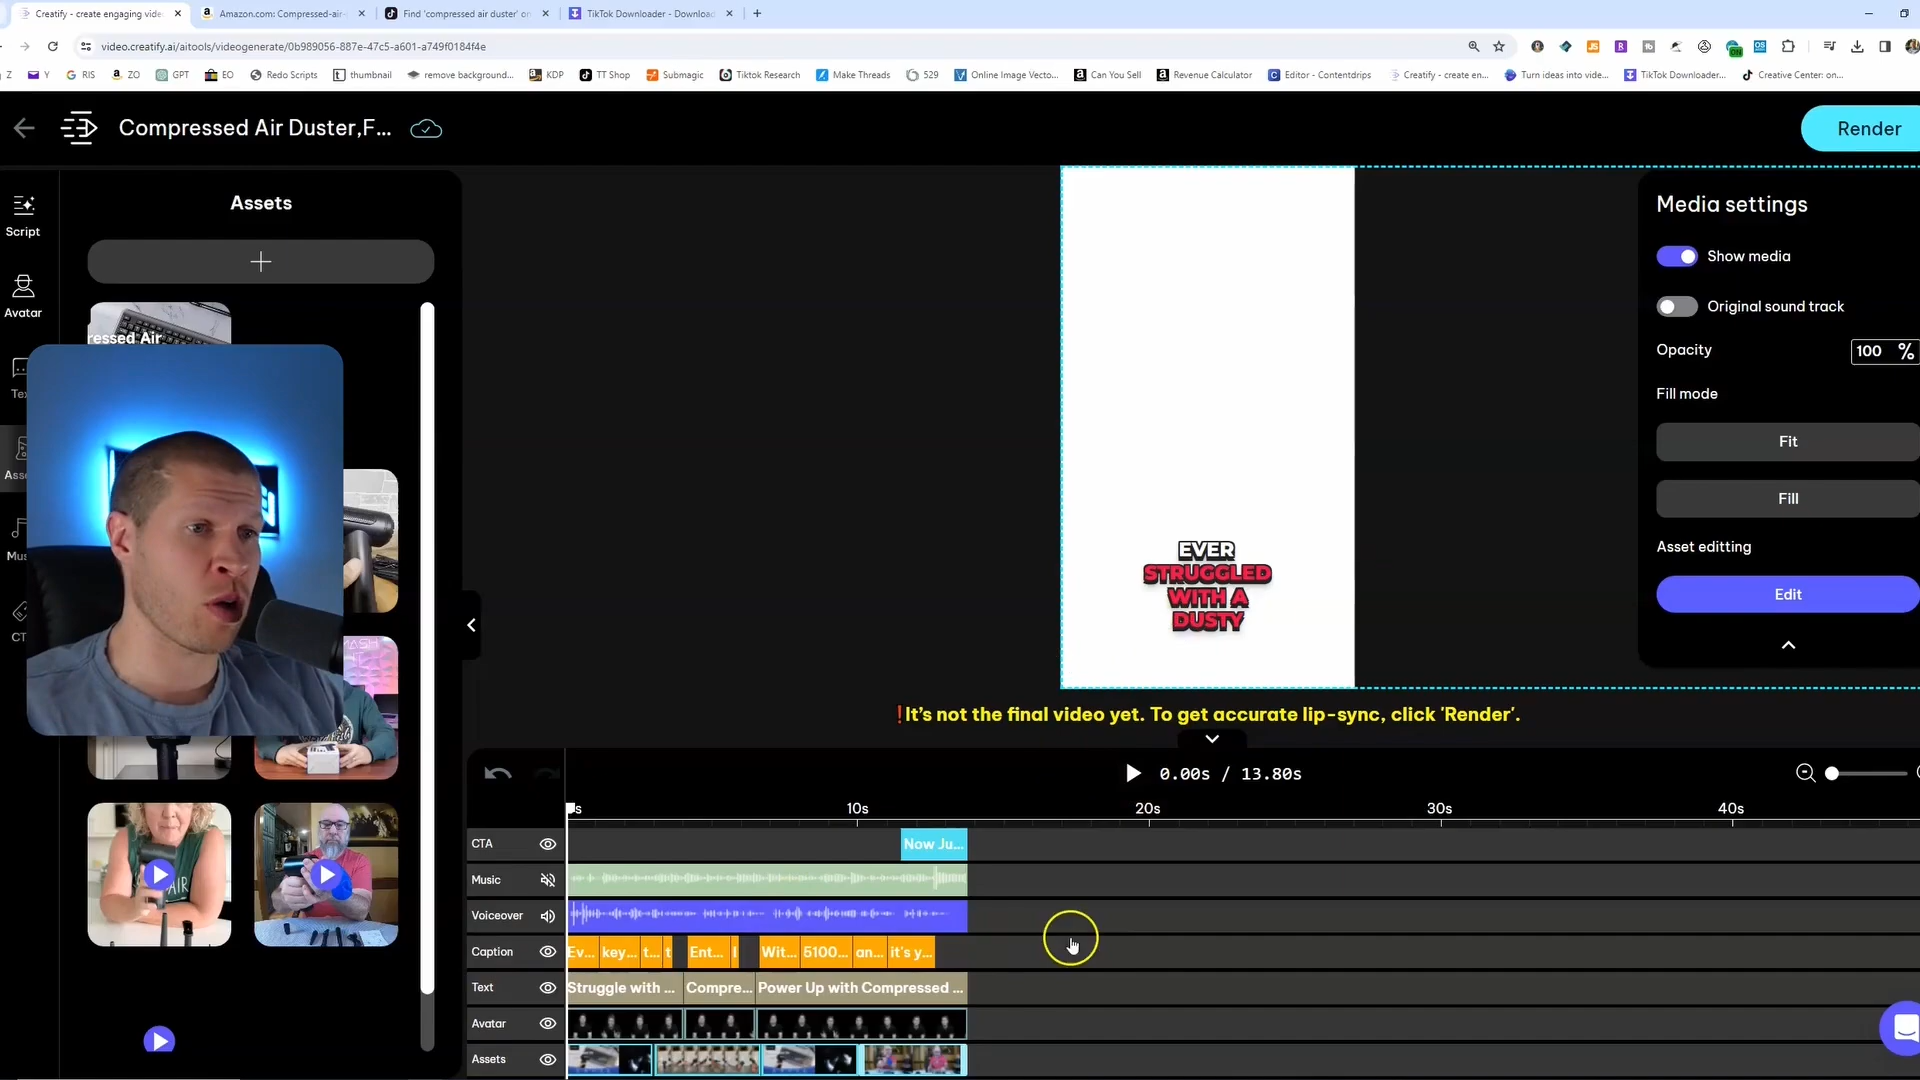 Creatify - create engaging vide
Amazon.com: Compressed-air-
Find 'compressed air duster' on
TikTok Downloader - Download
video.creatify.ai/aitools/videogenerate/0b989056-887e-47c5-a601-a749f0184f4e
Z
Y
RIS
ZO
GPT
EO
Redo Scripts
thumbnail
remove background...
KDP
TT Shop
Submagic
Tiktok Research
Make Threads
529
Online Image Vecto...
Can You Sell
Revenue Calculator
Editor - Contentdrips
Creatify - create en...
Turn ideas into vide...
TikTok Downloader...
Creative Center: on...
Compressed Air Duster,F...
Render
Script
Avatar
Tex
Asse
Mus
CT
Assets
ressed Air
EVER
STRUGGLED
WITH A
DUSTY
Media settings
Show media
Original sound track
Opacity
100 %
Fill mode
Fit
Fill
Asset editting
Edit
!It's not the final video yet. To get accurate lip-sync, click 'Render'.
0.00s / 13.80s
s
10s
20s
30s
40s
CTA
Now Ju...
Music
Voiceover
Caption
Ev...
key...
t...
t
Ent...
I
Wit...
5100...
an...
it's y...
Text
Struggle with ...
Compre...
Power Up with Compressed ...
Avatar
Assets